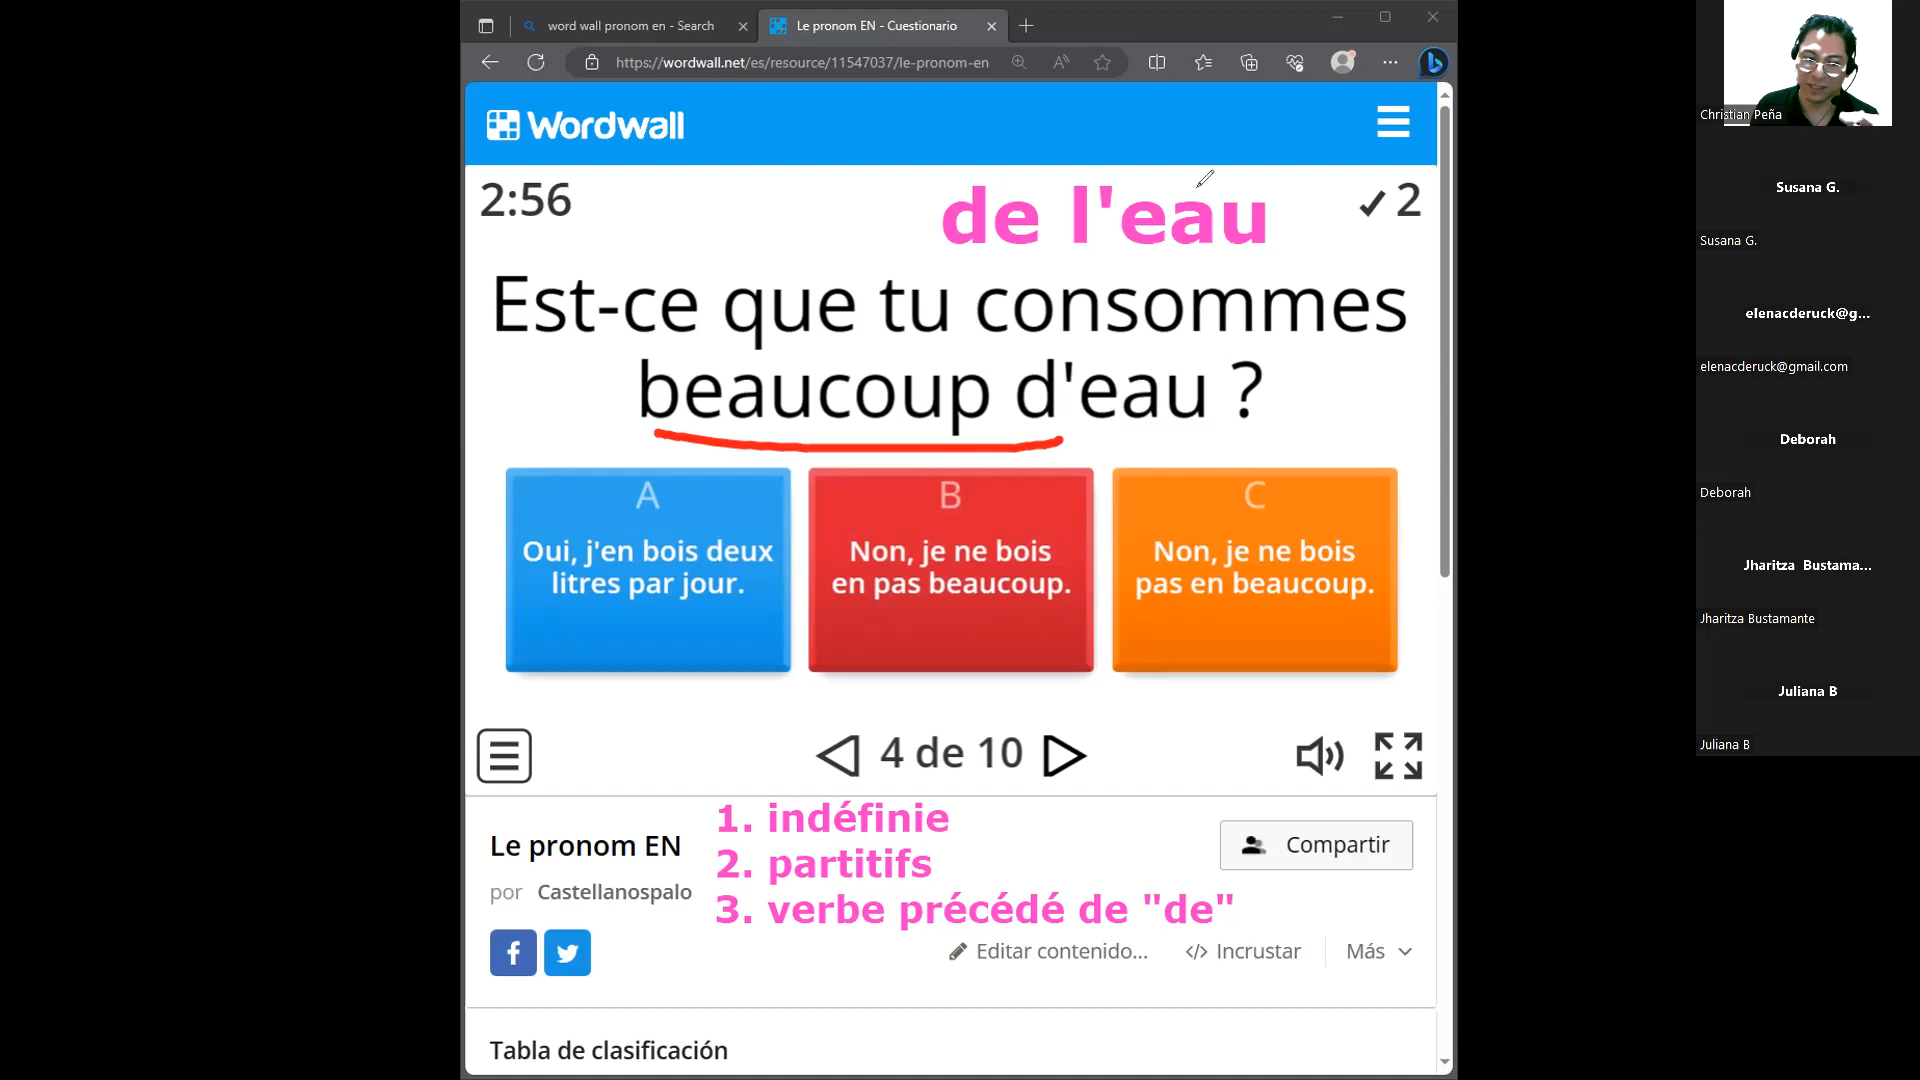 word wall pronom en - Search
Le pronom EN - Cuestionario
https://wordwall.net/es/resource/11547037/le-pronom-en
Wordwall
2:56
de l'eau
2
Est-ce que tu consommes
beaucoup d'eau ?
A
Oui, j'en bois deux
litres par jour.
B
Non, je ne bois
en pas beaucoup.
C
Non, je ne bois
pas en beaucoup.
4 de 10
Le pronom EN
por Castellanospalo
1. indéfinie
2. partitifs
3. verbe précédé de "de"
Compartir
Editar contenido...
Incrustar
Más
Tabla de clasificación
Christian Peña
Susana G.
Susana G.
elenacderuck@g...
elenacderuck@gmail.com
Deborah
Deborah
Jharitza Bustama...
Jharitza Bustamante
Juliana B
Juliana B